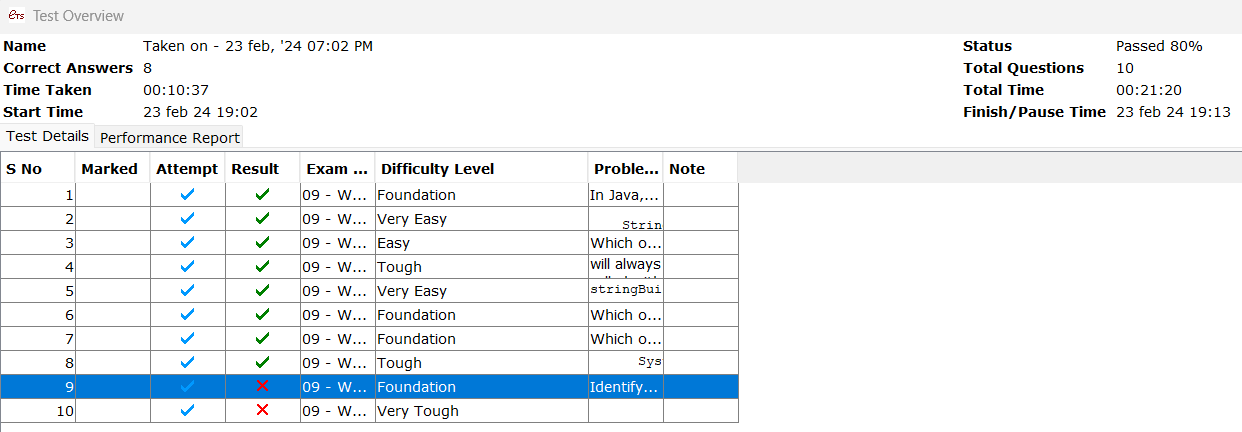 ETS Test Overview
Name Taken on - 23 feb, '24 07:02 PM Status Passed 80%
Correct Answers 8 Total Questions 10
Time Taken 00:10:37 Total Time 00:21:20
Start Time 23 feb 24 19:02 Finish/Pause Time 23 feb 24 19:13
Test Details Performance Report
S No Marked Attempt Result Exam ... Difficulty Level Proble... Note
1 09 - W... Foundation In Java,...
2 09 - W... Very Easy Strin
3 09 - W... Easy Which o...
4 09 - W... Tough will always
5 09 - W... Very Easy stringBui
6 09 - W... Foundation Which o...
7 09 - W... Foundation Which o...
8 09 - W... Tough Sys
9 09 - W... Foundation Identify...
10 09 - W... Very Tough